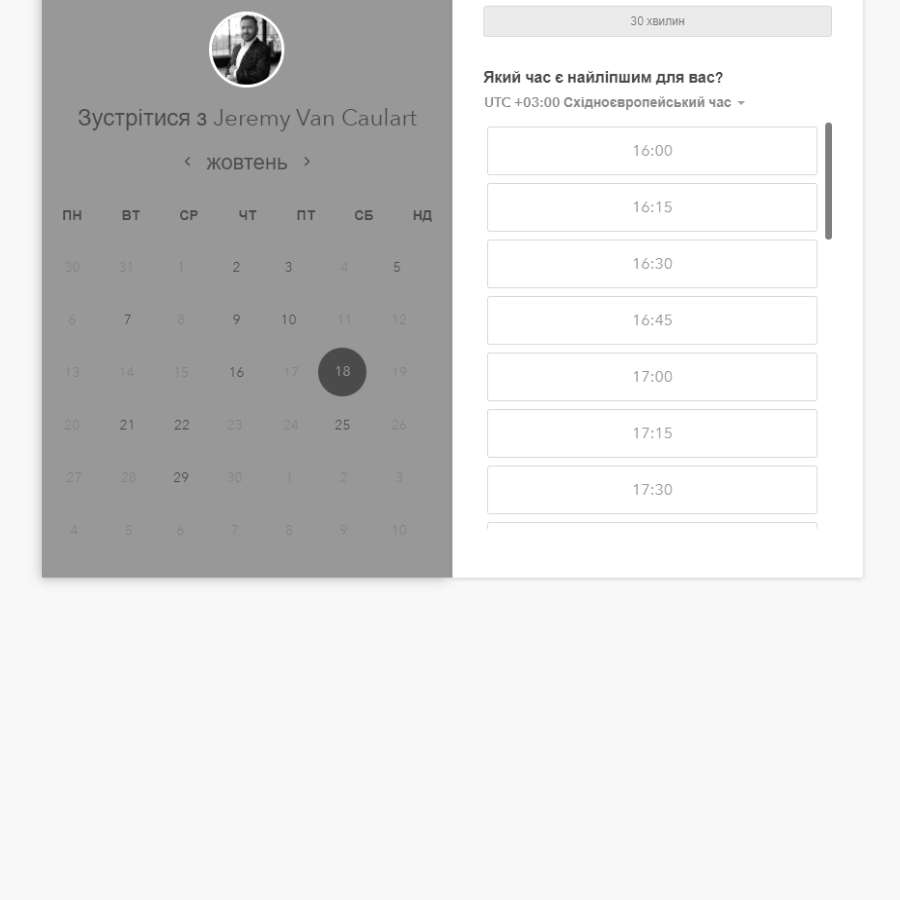 Зустрітися з Jeremy Van Caulart
жовтень
ПН ВТ СР ЧТ ПТ СБ НД
30 31 1 2 3 4 5
6 7 8 9 10 11 12
13 14 15 16 17 18 19
20 21 22 23 24 25 26
27 28 29 30 1 2 3
4 5 6 7 8 9 10
30 хвилин
Який час є найліпшим для вас?
UTC +03:00 Східноєвропейський час
16:00
16:15
16:30
16:45
17:00
17:15
17:30